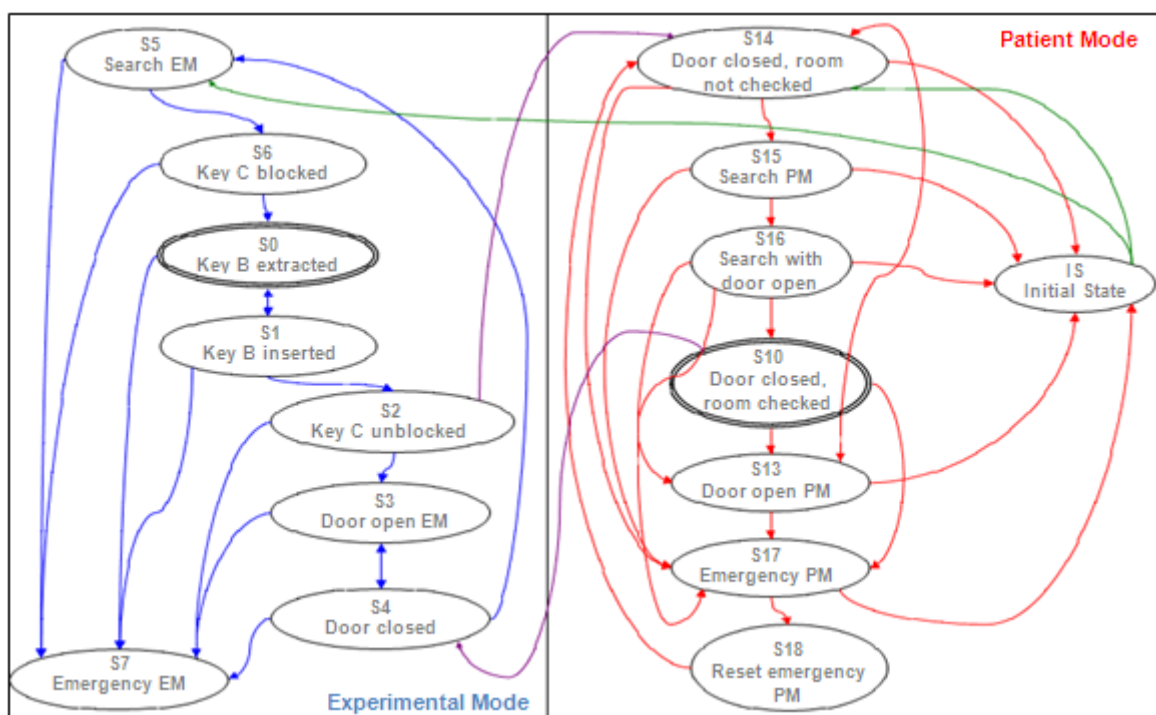 S5
Search EM
S6
Key C blocked
S0
Key B extracted
S1
Key B inserted
S2
Key C unblocked
S3
Door open EM
S4
Door closed
S7
Emergency EM
Experimental Mode
Patient Mode
S14
Door closed, room
not checked
S15
Search PM
S16
Search with
door open
IS
Initial State
S10
Door closed,
room checked
S13
Door open PM
S17
Emergency PM
S18
Reset emergency
PM